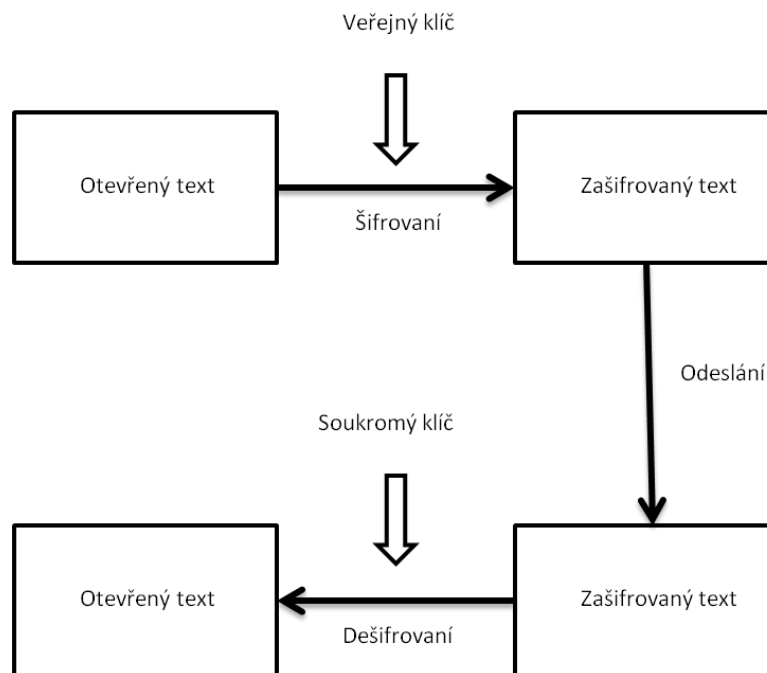 Veřejný klíč
Otevřený text
Zašifrovaný text
Šifrovaní
Odeslání
Soukromý klíč
Otevřený text
Zašifrovaný text
Dešifrovaní